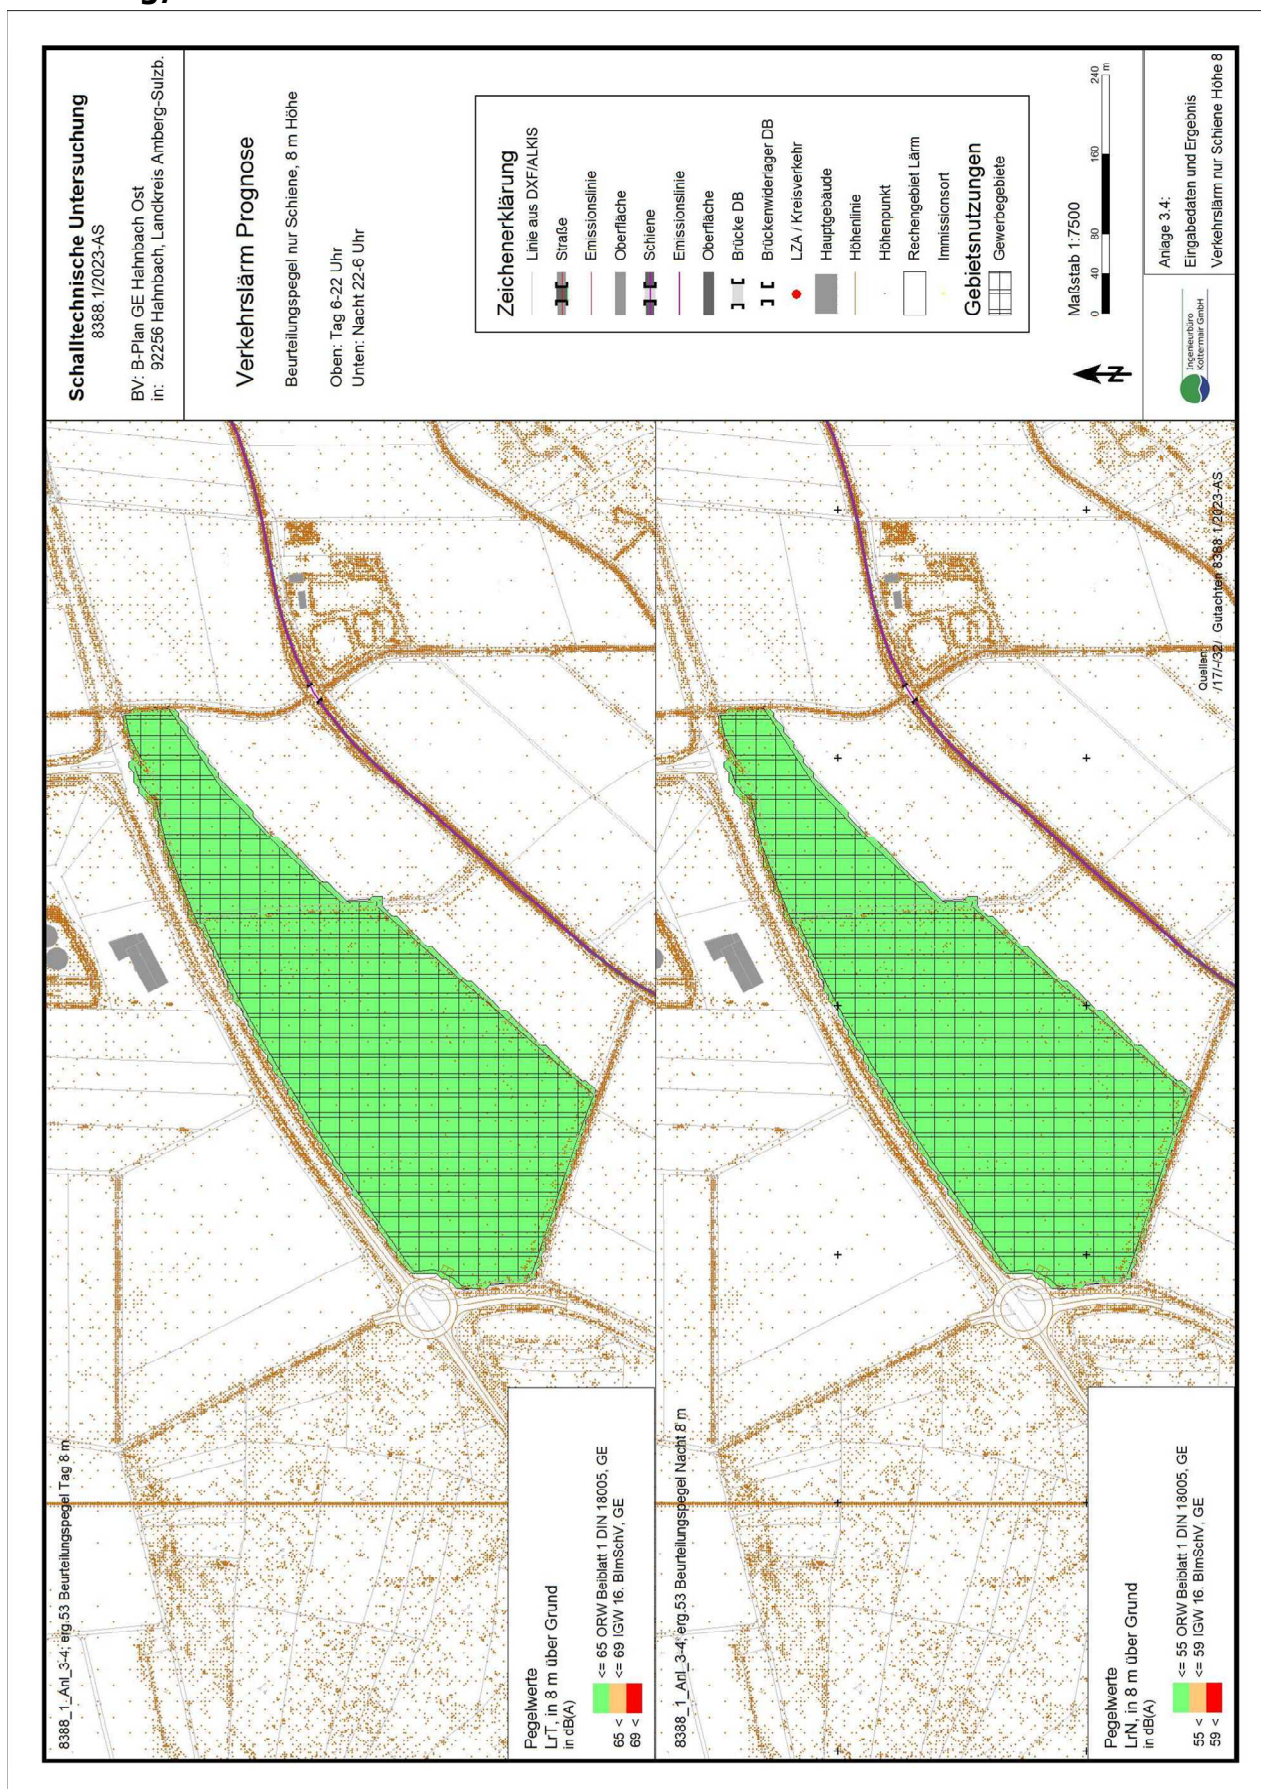 Schalltechnische Untersuchung
8388.1/2023-AS
BV: B-Plan GE Hahnbach Ost
in: 92256 Hahnbach, Landkreis Amberg-Sulzb.
Verkehrslärm Prognose
Beurteilungspegel nur Schiene, 8 m Höhe
Oben: Tag 6-22 Uhr
Unten: Nacht 22-6 Uhr
Zeichenerklärung
Linie aus DXF/ALKIS
Straße
Emissionslinie
Oberfläche
Schiene
Emissionslinie
Oberfläche
Brücke DB
Brückenwiderlager DB
LZA / Kreisverkehr
Hauptgebäude
Höhenlinie
Höhenpunkt
Rechengebiet Lärm
Immissionsort
Gebietsnutzungen
Gewerbegebiete
Maßstab 1:7500
0 40 80 160 240
m
N
Ingenieurbüro
Kottermair GmbH
Anlage 3.4:
Eingabedaten und Ergebnis
Verkehrslärm nur Schiene Höhe 8
8388_1_Anl_3-4; erg.53 Beurteilungspegel Tag 8 m
Pegelwerte
LrT, in 8 m über Grund
in dB(A)
<= 65 ORW Beiblatt 1 DIN 18005, GE
65 < <= 69 IGW 16. BImSchV, GE
69 <
8388_1_Anl_3-4; erg.53 Beurteilungspegel Nacht 8 m
Pegelwerte
LrN, in 8 m über Grund
in dB(A)
<= 55 ORW Beiblatt 1 DIN 18005, GE
55 < <= 59 IGW 16. BImSchV, GE
59 <
Quellen:
/17/-/32/, Gutachten 8388.1/2023-AS